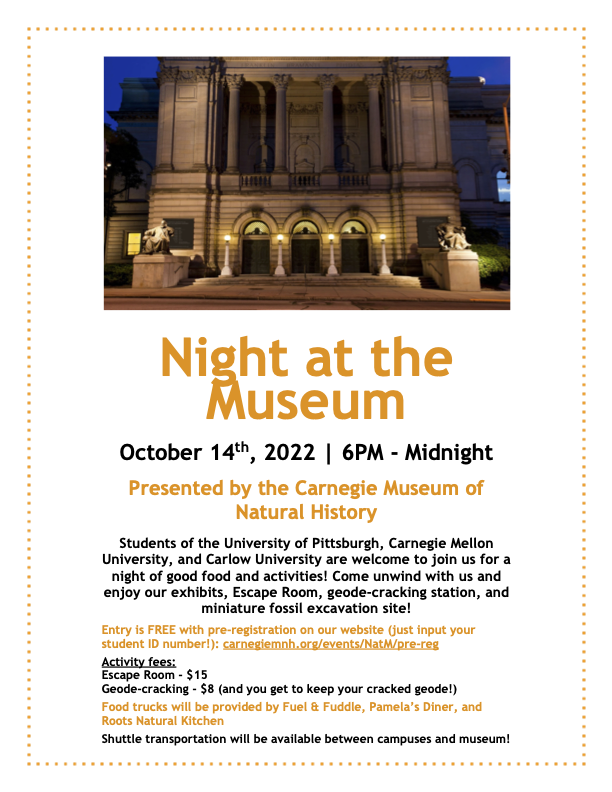 Night at the
Museum
October 14th, 2022 | 6PM - Midnight
Presented by the Carnegie Museum of
Natural History
Students of the University of Pittsburgh, Carnegie Mellon
University, and Carlow University are welcome to join us for a
night of good food and activities! Come unwind with us and
enjoy our exhibits, Escape Room, geode-cracking station, and
miniature fossil excavation site!
Entry is FREE with pre-registration on our website (just input your
student ID number!): carnegiemnh.org/events/NatM/pre-reg
Activity fees:
Escape Room - $15
Geode-cracking - $8 (and you get to keep your cracked geode!)
Food trucks will be provided by Fuel & Fuddle, Pamela's Diner, and
Roots Natural Kitchen
Shuttle transportation will be available between campuses and museum!